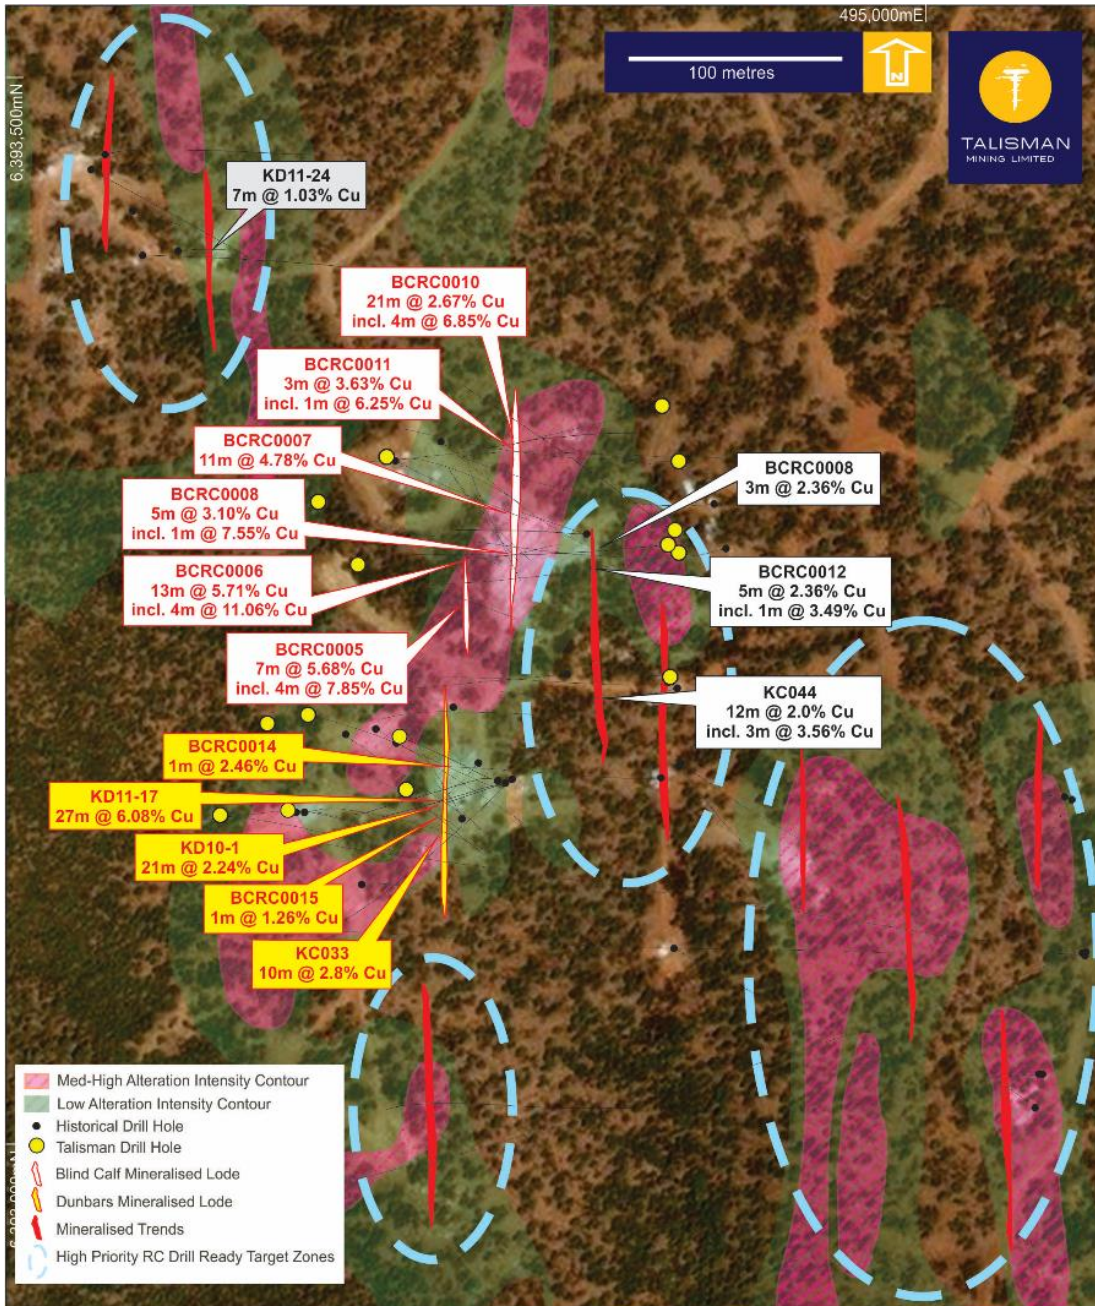 495,000mE
6,393,500mN
100 metres
N
TALISMAN
MINING LIMITED
KD11-24
7m @ 1.03% Cu
BCRC0010
21m @ 2.67% Cu
incl. 4m @ 6.85% Cu
BCRC0011
3m @ 3.63% Cu
incl. 1m @ 6.25% Cu
BCRC0007
11m @ 4.78% Cu
BCRC0008
3m @ 2.36% Cu
BCRC0008
5m @ 3.10% Cu
incl. 1m @ 7.55% Cu
BCRC0012
5m @ 2.36% Cu
incl. 1m @ 3.49% Cu
BCRC0006
13m @ 5.71% Cu
incl. 4m @ 11.06% Cu
BCRC0005
7m @ 5.68% Cu
incl. 4m @ 7.85% Cu
KC044
12m @ 2.0% Cu
incl. 3m @ 3.56% Cu
BCRC0014
1m @ 2.46% Cu
KD11-17
27m @ 6.08% Cu
KD10-1
21m @ 2.24% Cu
BCRC0015
1m @ 1.26% Cu
KC033
10m @ 2.8% Cu
Med-High Alteration Intensity Contour
Low Alteration Intensity Contour
Historical Drill Hole
Talisman Drill Hole
Blind Calf Mineralised Lode
Dunbars Mineralised Lode
Mineralised Trends
High Priority RC Drill Ready Target Zones